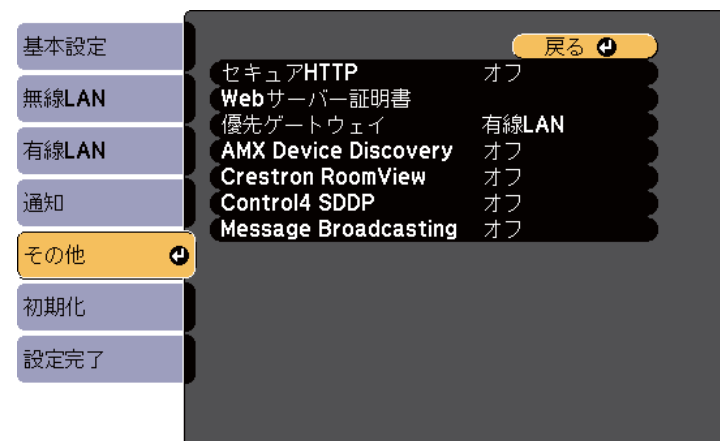 基本設定
無線LAN
有線LAN
通知
その他
初期化
設定完了
戻る
セキュアHTTP オフ
Webサーバー証明書
優先ゲートウェイ 有線LAN
AMX Device Discovery オフ
Crestron RoomView オフ
Control4 SDDP オフ
Message Broadcasting オフ